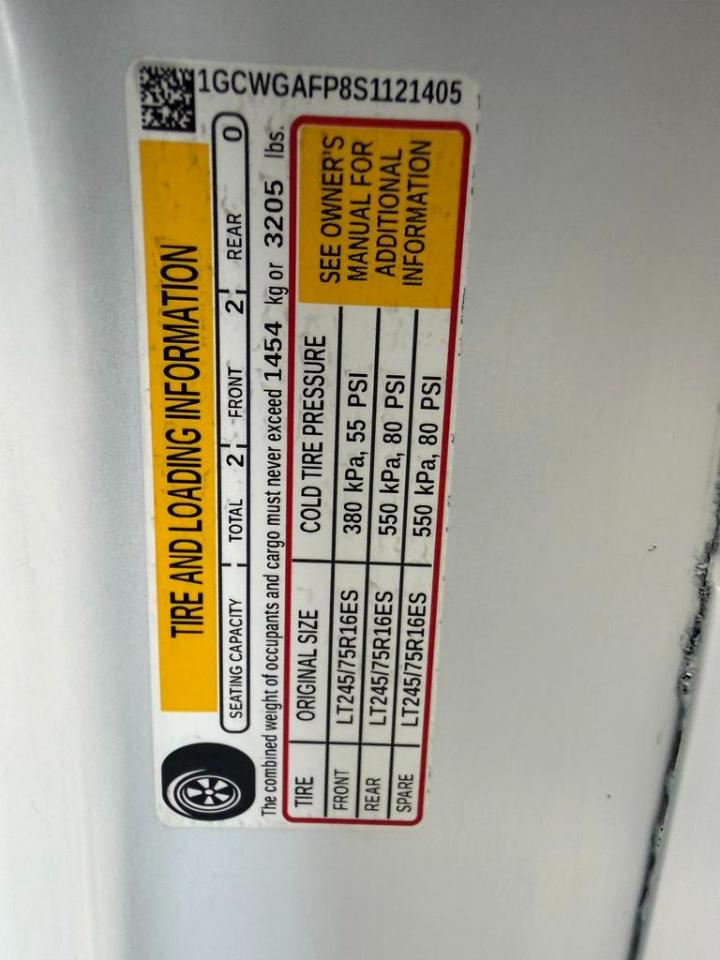 1GCWGAFP8S1121405
TIRE AND LOADING INFORMATION
SEATING CAPACITY TOTAL 2 FRONT 2 REAR 0
The combined weight of occupants and cargo must never exceed 1454 kg or 3205 lbs.
TIRE ORIGINAL SIZE COLD TIRE PRESSURE
FRONT LT245/75R16ES 380 kPa, 55 PSI
REAR LT245/75R16ES 550 kPa, 80 PSI
SPARE LT245/75R16ES 550 kPa, 80 PSI
SEE OWNER'S
MANUAL FOR
ADDITIONAL
INFORMATION